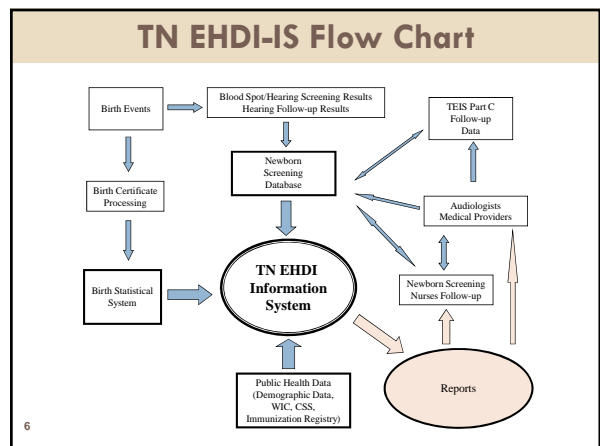 TN EHDI-IS Flow Chart
Birth Events
Blood Spot/Hearing Screening Results
Hearing Follow-up Results
TEIS Part C
Follow-up
Data
Newborn
Screening
Database
Birth Certificate
Processing
Audiologists
Medical Providers
TN EHDI
Information
System
Birth Statistical
System
Newborn Screening
Nurses Follow-up
Public Health Data
(Demographic Data,
WIC, CSS,
Immunization Registry)
Reports
6